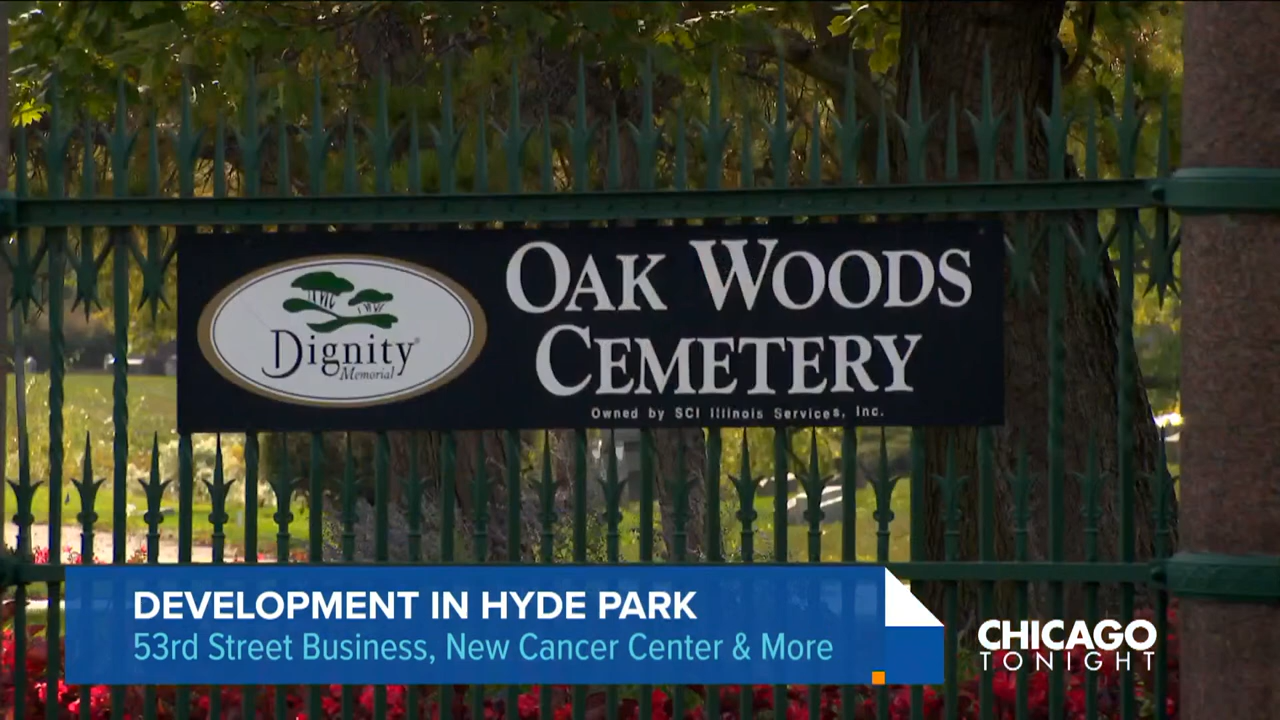 Dignity®
Memorial
OAK WOODS
CEMETERY
Owned by SCI Illinois Services, Inc.
DEVELOPMENT IN HYDE PARK
53rd Street Business, New Cancer Center & More
CHICAGO
TONIGHT